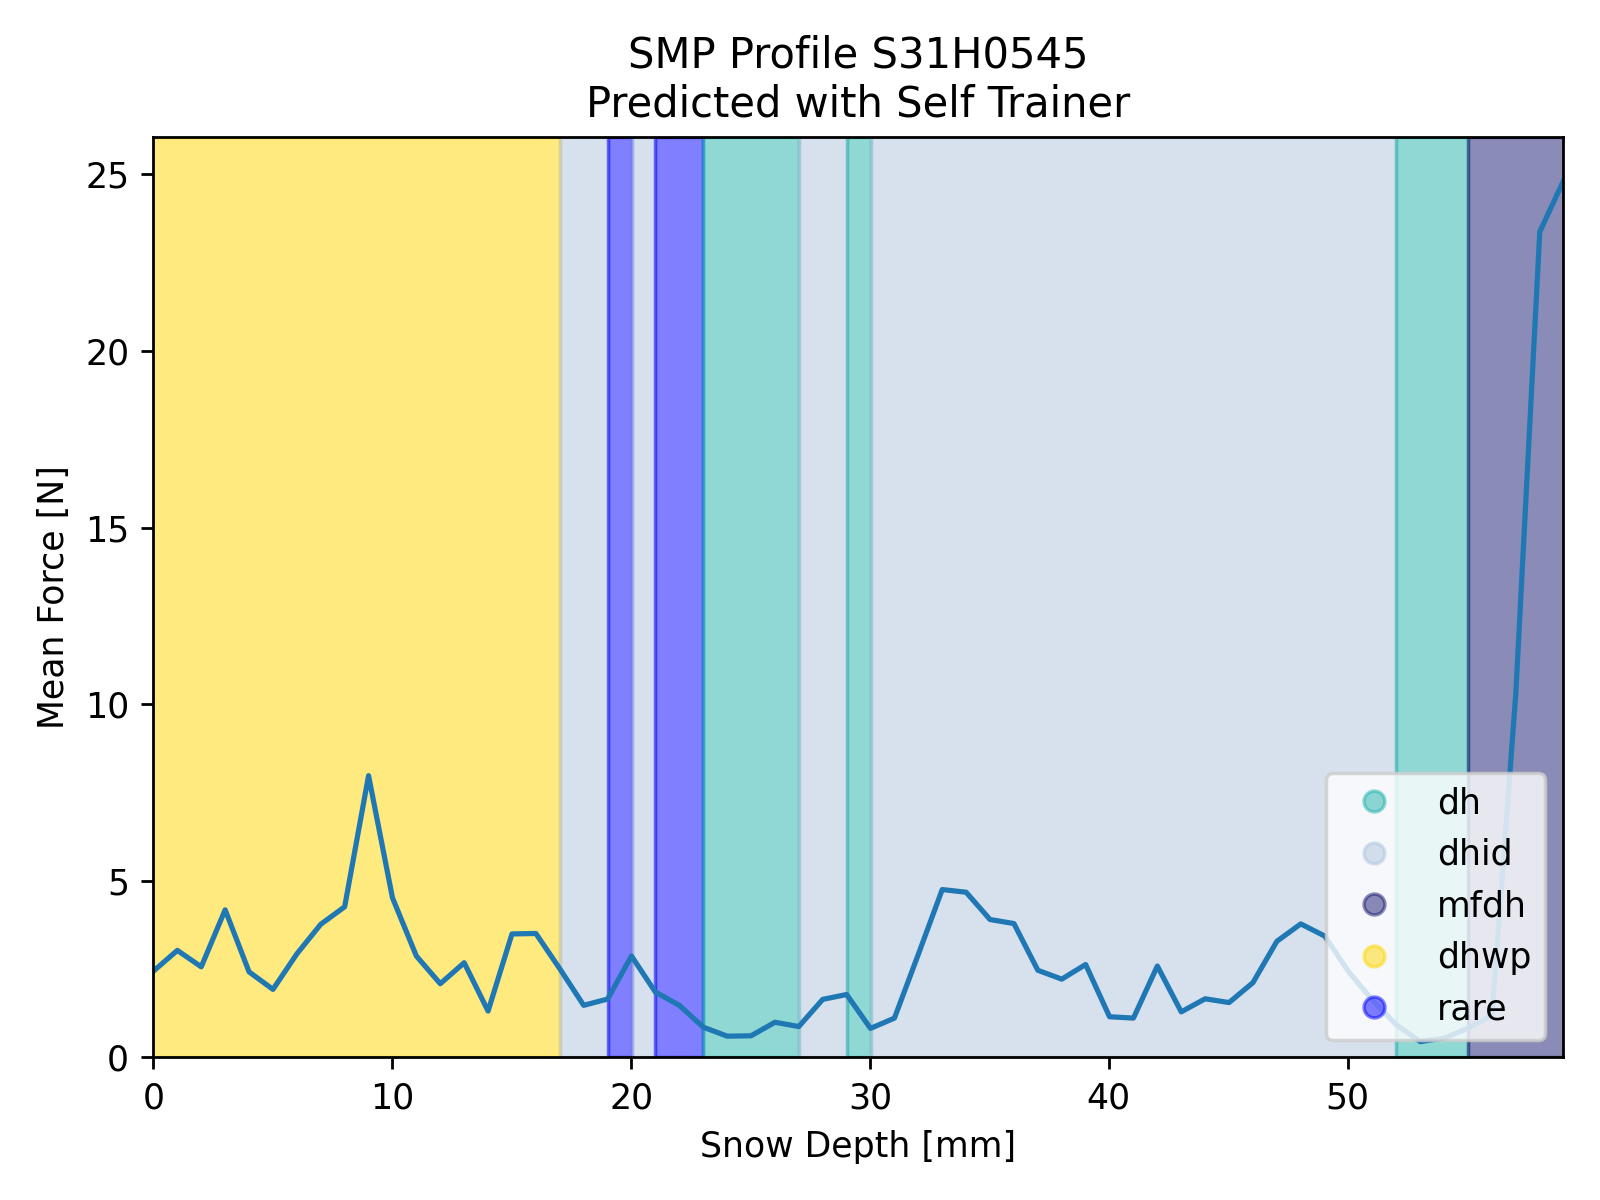 SMP Profile S31H0545
Predicted with Self Trainer
Mean Force [N]
25
20
15
10
5
0
0 10 20 30 40 50
Snow Depth [mm]
dh
dhid
mfdh
dhwp
rare